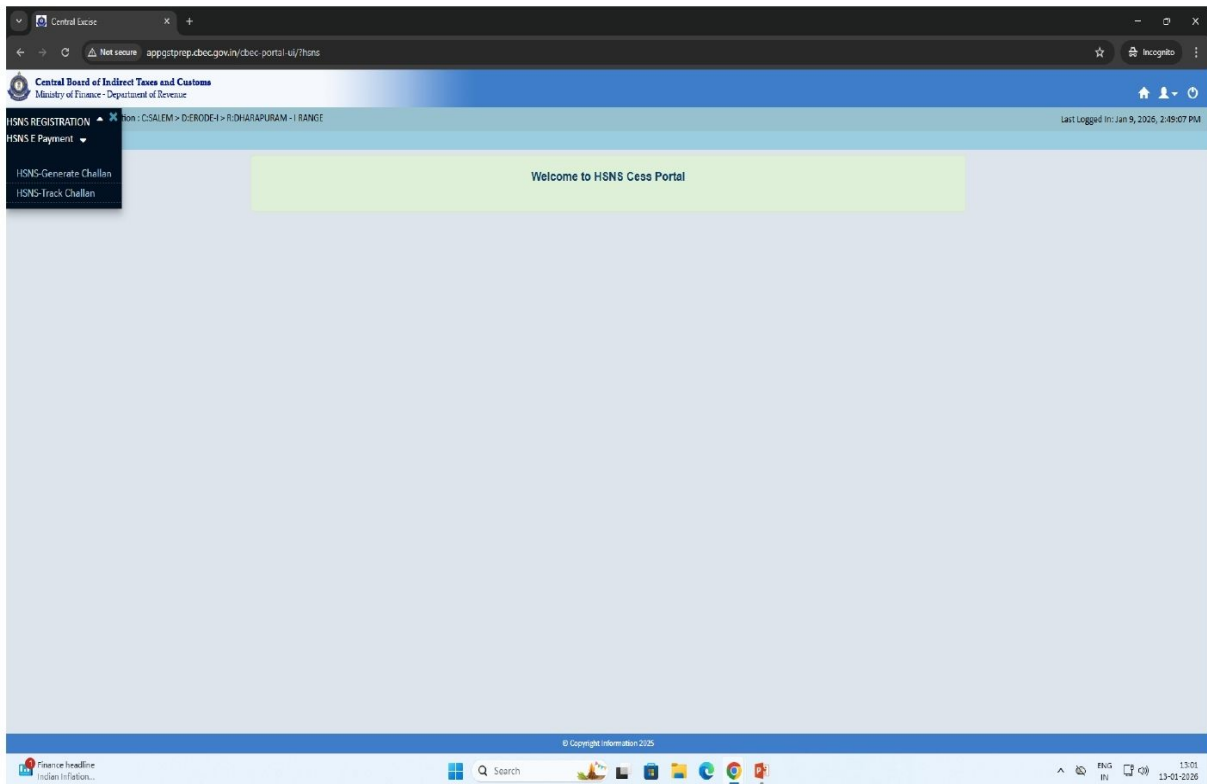 Central Excise
Not secure appgstprep.cbec.gov.in/cbec-portal-ui/?hsns
Incognito
Central Board of Indirect Taxes and Customs
Ministry of Finance - Department of Revenue
HSNS REGISTRATION tion : C:SALEM > D:ERODE-I > R:DHARAPURAM - I RANGE
Last Logged In: Jan 9, 2026, 2:49:07 PM
HSNS E Payment
HSNS-Generate Challan
HSNS-Track Challan
Welcome to HSNS Cess Portal
© Copyright Information 2025
1
Finance headline
Indian Inflation...
Search
ENG
IN
13:01
13-01-2026